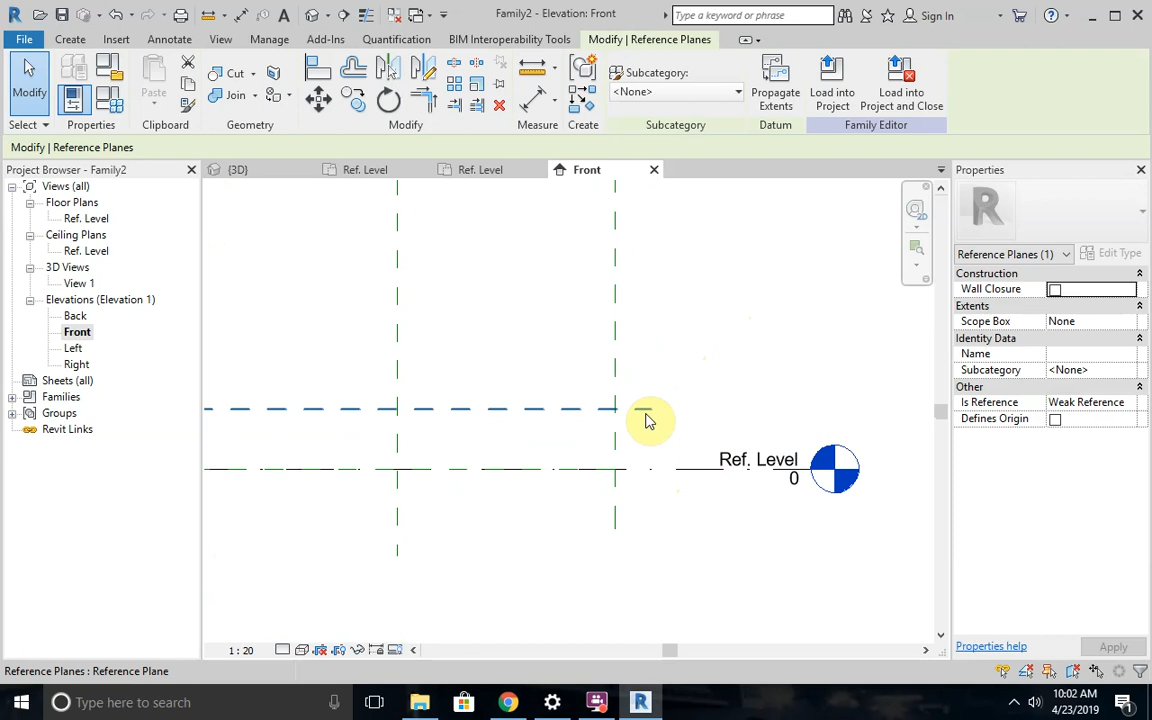 Family2 - Elevation: Front
Type a keyword or phrase
Sign In
File
Create
Insert
Annotate
View
Manage
Add-Ins
Quantification
BIM Interoperability Tools
Modify | Reference Planes
Modify
Select
Properties
Paste
Clipboard
Cut
Join
Geometry
Modify
Measure
Create
Subcategory:
<None>
Subcategory
Propagate
Extents
Datum
Load into
Project
Load into
Project and Close
Family Editor
Modify | Reference Planes
Project Browser - Family2
{3D}
Ref. Level
Ref. Level
Front
Properties
Views (all)
Floor Plans
Ref. Level
Ceiling Plans
Ref. Level
3D Views
View 1
Elevations (Elevation 1)
Back
Front
Left
Right
Sheets (all)
Families
Groups
Revit Links
Ref. Level
0
2D
R
Reference Planes (1)
Edit Type
Construction
Wall Closure
Extents
Scope Box None
Identity Data
Name
Subcategory <None>
Other
Is Reference Weak Reference
Defines Origin
Properties help
Apply
1 : 20
Reference Planes : Reference Plane
Type here to search
10:02 AM
4/23/2019